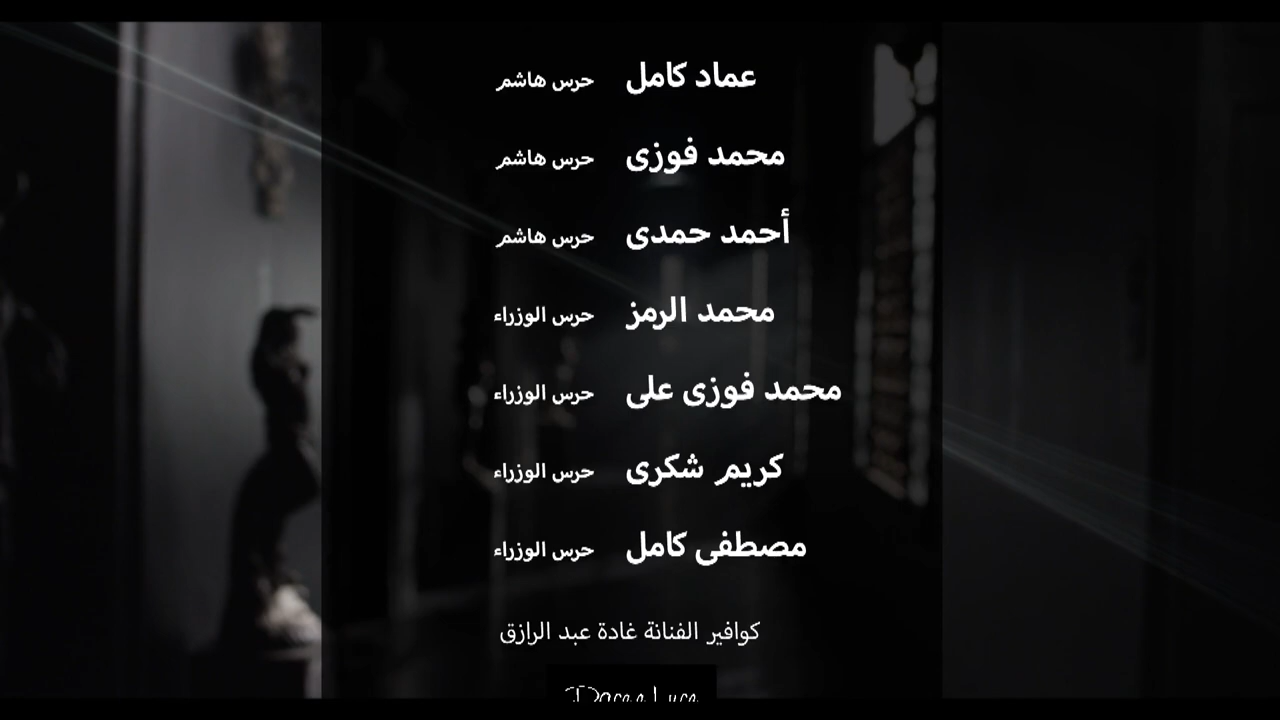 عماد كامل حرس هاشم
محمد فوزى حرس هاشم
أحمد حمدى حرس هاشم
محمد الرمز حرس الوزراء
محمد فوزى على حرس الوزراء
كريم شكرى حرس الوزراء
مصطفى كامل حرس الوزراء
كوافير الفنانة غادة عبد الرازق